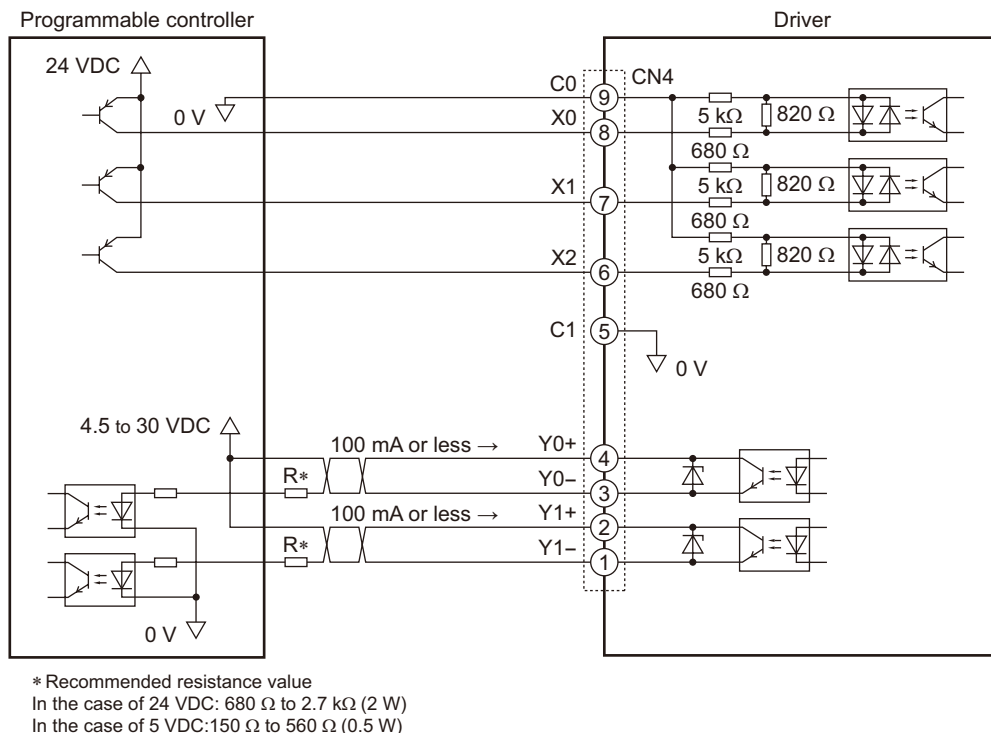 Programmable controller
Driver
24 VDC
0 V
C0
X0
X1
X2
C1
CN4
9
8
7
6
5
5 kΩ
820 Ω
680 Ω
5 kΩ
820 Ω
680 Ω
5 kΩ
820 Ω
680 Ω
0 V
4.5 to 30 VDC
100 mA or less →
Y0+
4
R*
Y0−
3
100 mA or less →
Y1+
2
R*
Y1−
1
0 V
* Recommended resistance value
In the case of 24 VDC: 680 Ω to 2.7 kΩ (2 W)
In the case of 5 VDC:150 Ω to 560 Ω (0.5 W)